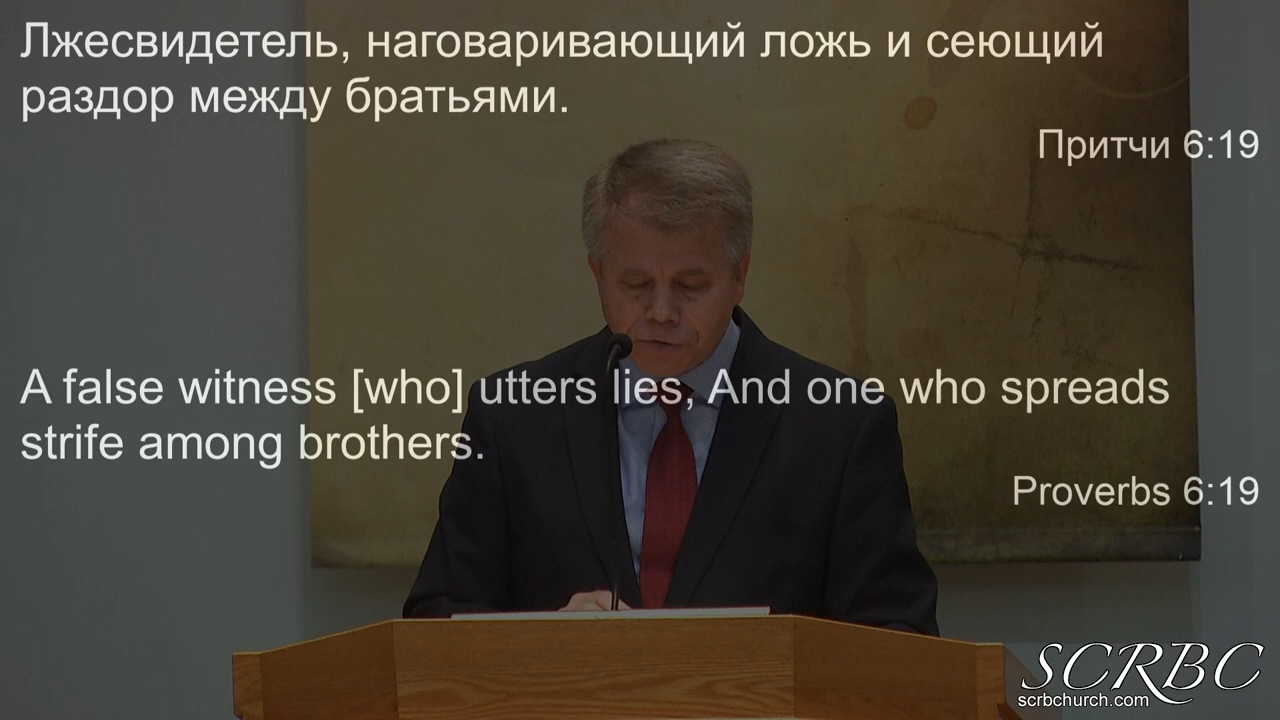 Лжесвидетель, наговаривающий ложь и сеющий
раздор между братьями.
Притчи 6:19
A false witness [who] utters lies, And one who spreads
strife among brothers.
Proverbs 6:19
SCRBC
scrbchurch.com